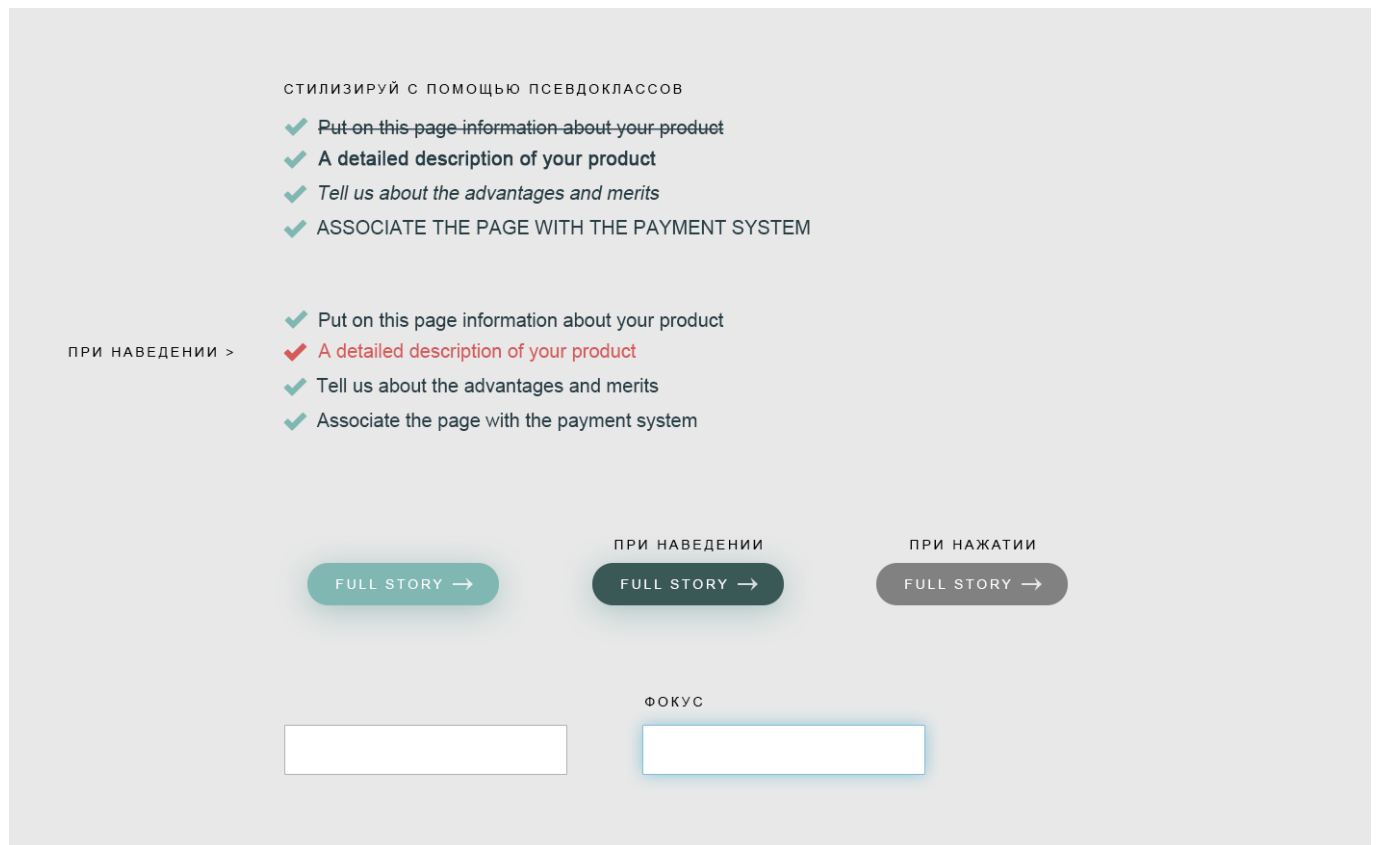 СТИЛИЗИРУЙ С ПОМОЩЬЮ ПСЕВДОКЛАССОВ
Put on this page information about your product
A detailed description of your product
Tell us about the advantages and merits
ASSOCIATE THE PAGE WITH THE PAYMENT SYSTEM
Put on this page information about your product
ПРИ НАВЕДЕНИИ >
A detailed description of your product
Tell us about the advantages and merits
Associate the page with the payment system
ПРИ НАВЕДЕНИИ
ПРИ НАЖАТИИ
FULL STORY →
FULL STORY →
FULL STORY →
ФОКУС